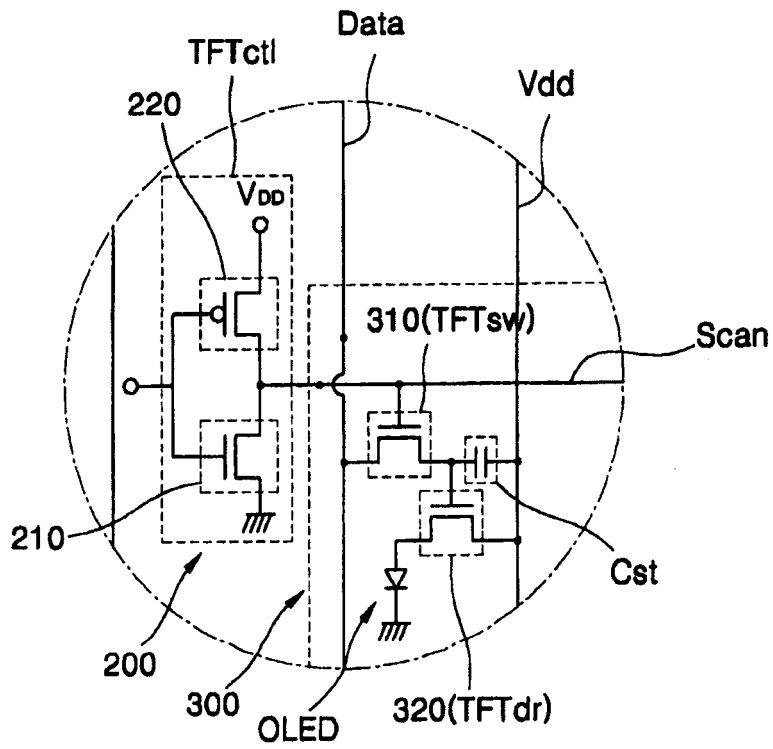 Data
TFTctl
Vdd
220
VDD
310(TFTsw)
Scan
210
Cst
200
300
OLED
320(TFTdr)